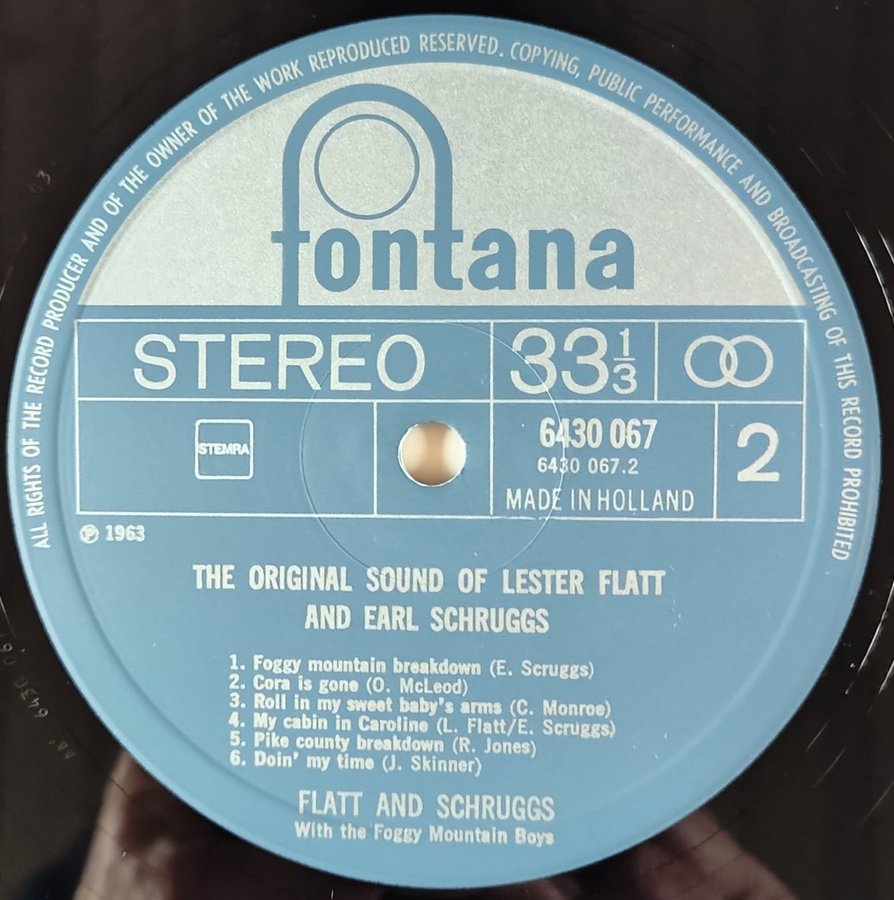 ALL RIGHTS OF THE RECORD PRODUCER AND OF THE OWNER OF THE WORK REPRODUCED RESERVED. COPYING, PUBLIC PERFORMANCE AND BROADCASTING OF THIS RECORD PROHIBITED
fontana
STEREO
33 1/3
STEMRA
6430 067
6430 067.2
MADE IN HOLLAND
2
℗ 1963
THE ORIGINAL SOUND OF LESTER FLATT
AND EARL SCHRUGGS
1. Foggy mountain breakdown (E. Scruggs)
2. Cora is gone (O. McLeod)
3. Roll in my sweet baby's arms (C. Monroe)
4. My cabin in Caroline (L. Flatt/E. Scruggs)
5. Pike county breakdown (R. Jones)
6. Doin' my time (J. Skinner)
FLATT AND SCHRUGGS
With the Foggy Mountain Boys